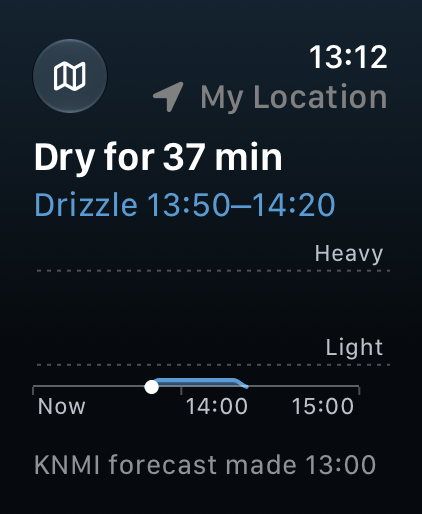 13:12
My Location
Dry for 37 min
Drizzle 13:50–14:20
Heavy
Light
Now 14:00 15:00
KNMI forecast made 13:00